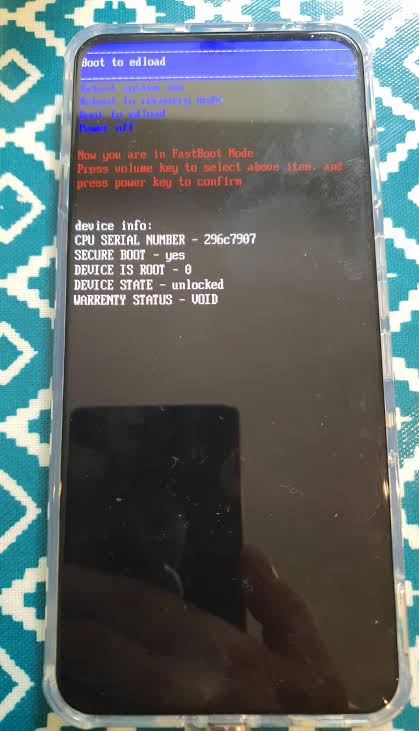 Boot to edload
Reboot system now
Reboot to recovery mode
Boot to edload
Power off
Now you are in FastBoot Mode
Press volume key to select above item, and
press power key to confirm
device info:
CPU SERIAL NUMBER - 296c7907
SECURE BOOT - yes
DEVICE IS ROOT - 0
DEVICE STATE - unlocked
WARRENTY STATUS - VOID